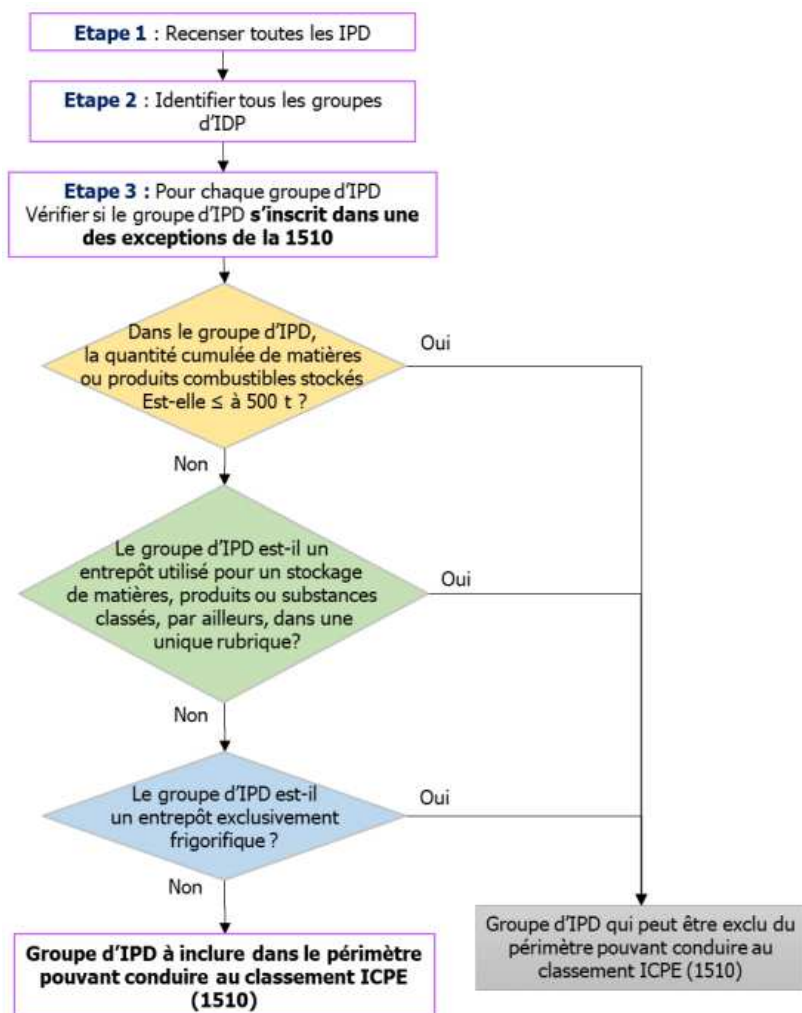 Etape 1 : Recenser toutes les IPD
Etape 2 : Identifier tous les groupes
d'IDP
Etape 3 : Pour chaque groupe d'IPD
Vérifier si le groupe d'IPD s'inscrit dans une
des exceptions de la 1510
Dans le groupe d'IPD,
la quantité cumulée de matières
ou produits combustibles stockés
Est-elle ≤ à 500 t ?
Oui
Non
Le groupe d'IPD est-il un
entrepôt utilisé pour un stockage
de matières, produits ou substances
classés, par ailleurs, dans une
unique rubrique?
Oui
Non
Le groupe d'IPD est-il
un entrepôt exclusivement
frigorifique ?
Oui
Non
Groupe d'IPD à inclure dans le périmètre
pouvant conduire au classement ICPE
(1510)
Groupe d'IPD qui peut être exclu du
périmètre pouvant conduire au
classement ICPE (1510)